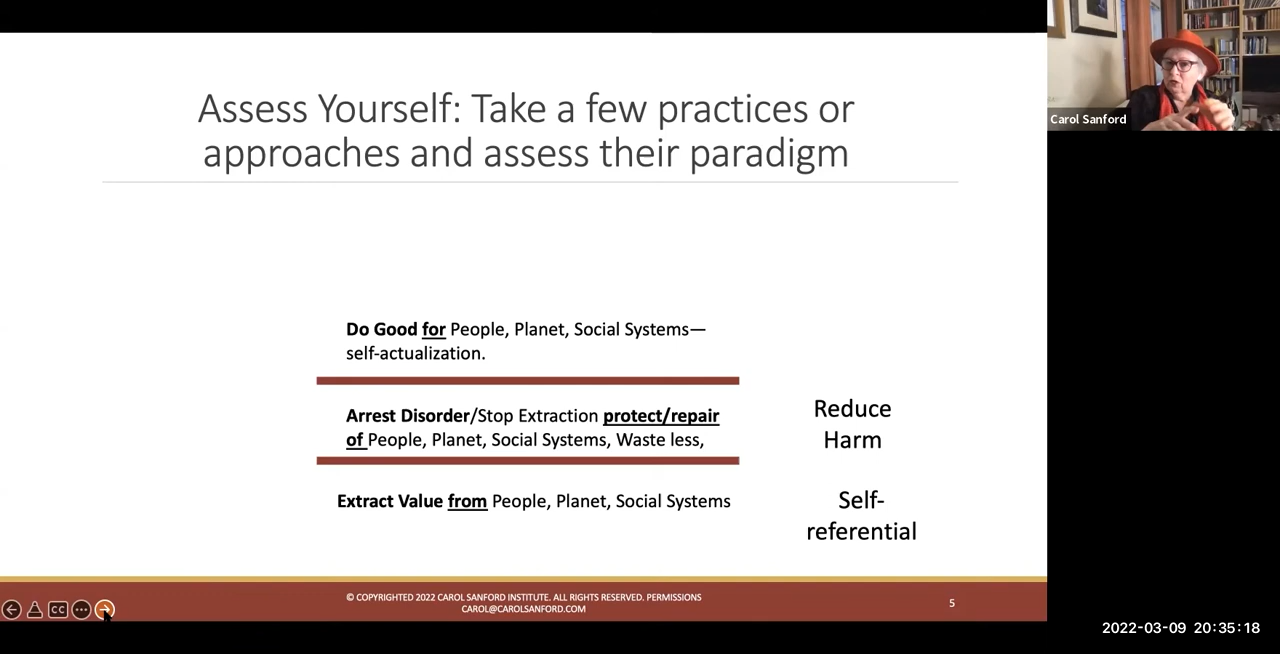 Assess Yourself: Take a few practices or
approaches and assess their paradigm
Carol Sanford
Do Good for People, Planet, Social Systems—
self-actualization.
Arrest Disorder/Stop Extraction protect/repair
of People, Planet, Social Systems, Waste less,
Reduce
Harm
Extract Value from People, Planet, Social Systems
Self-
referential
© COPYRIGHTED 2022 CAROL SANFORD INSTITUTE. ALL RIGHTS RESERVED. PERMISSIONS
CAROL@CAROLSANFORD.COM
5
CC
2022-03-09 20:35:18